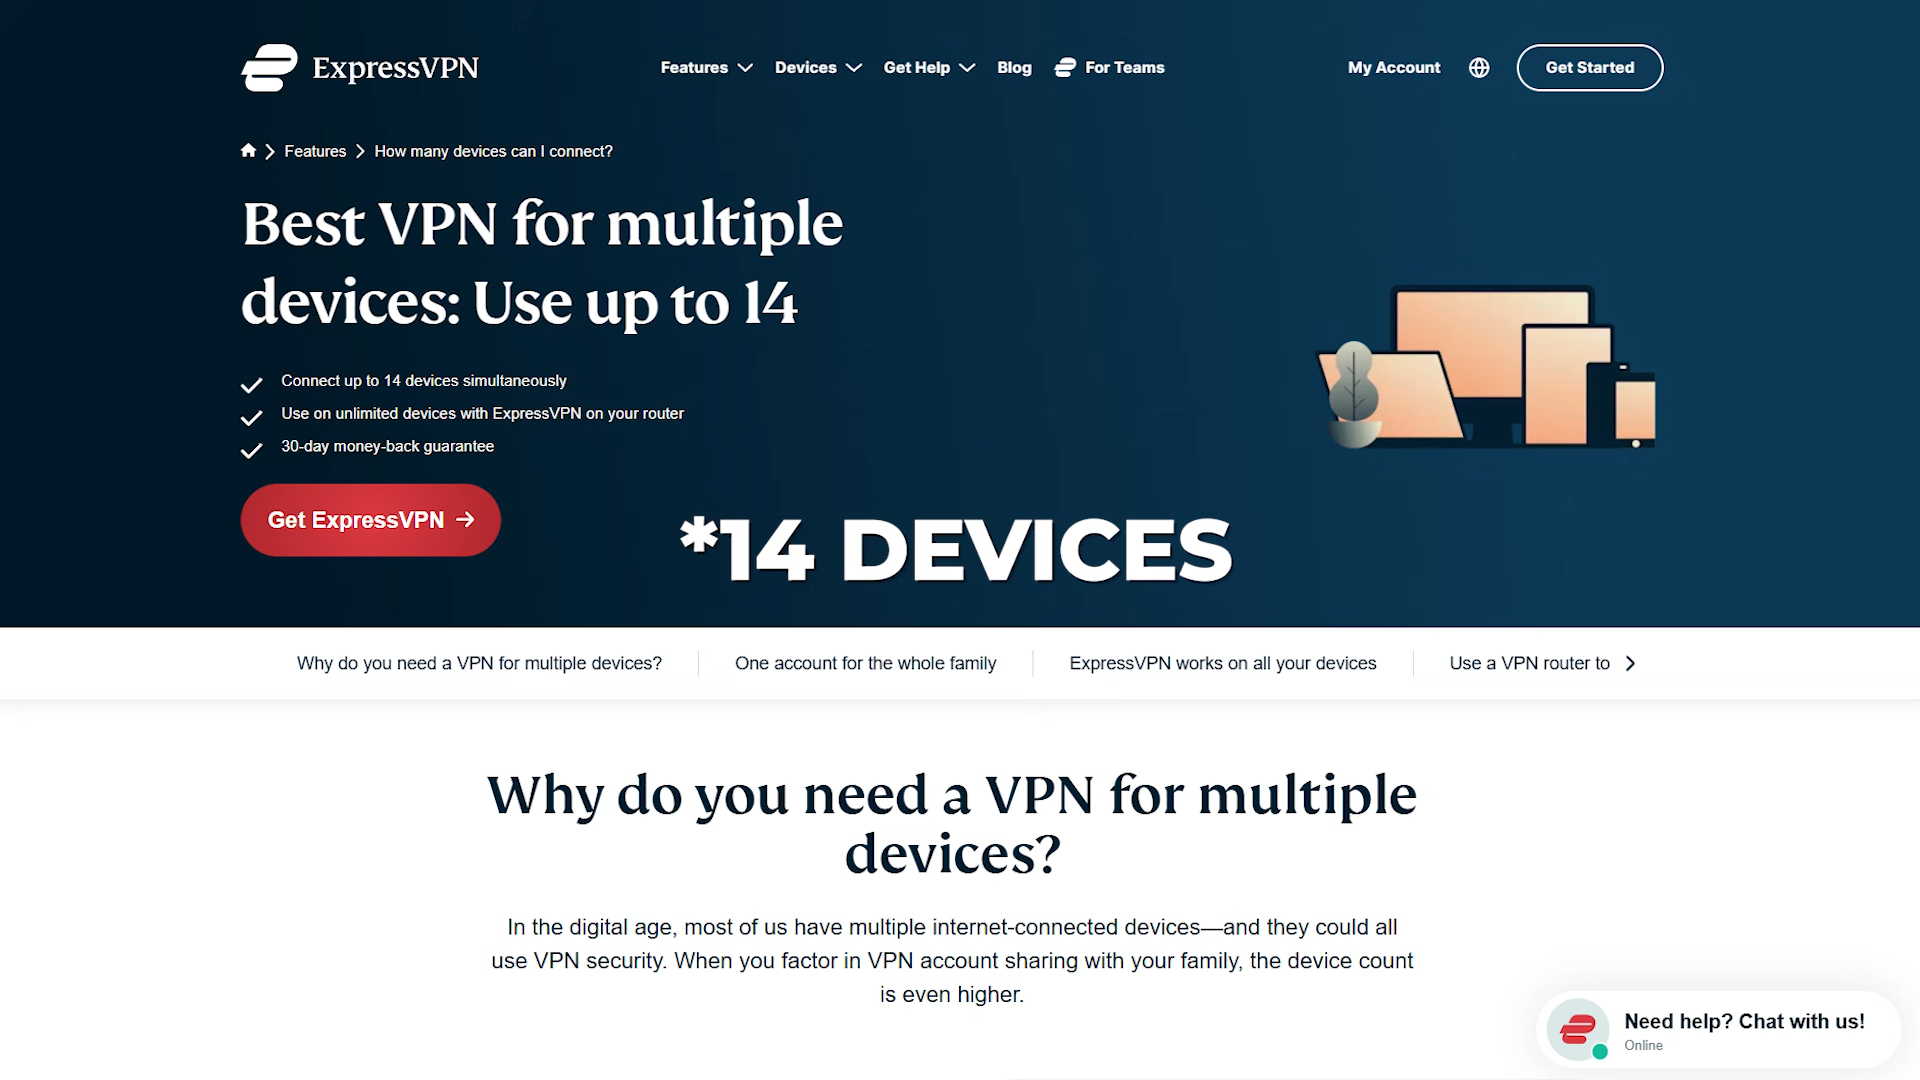 ExpressVPN
Features
Devices
Get Help
Blog
For Teams
My Account
Get Started
Features
How many devices can I connect?
Best VPN for multiple
devices: Use up to 14
Connect up to 14 devices simultaneously
Use on unlimited devices with ExpressVPN on your router
30-day money-back guarantee
Get ExpressVPN
*14 DEVICES
Why do you need a VPN for multiple devices?
One account for the whole family
ExpressVPN works on all your devices
Use a VPN router to
Why do you need a VPN for multiple
devices?
In the digital age, most of us have multiple internet-connected devices—and they could all
use VPN security. When you factor in VPN account sharing with your family, the device count
is even higher.
Need help? Chat with us!
Online